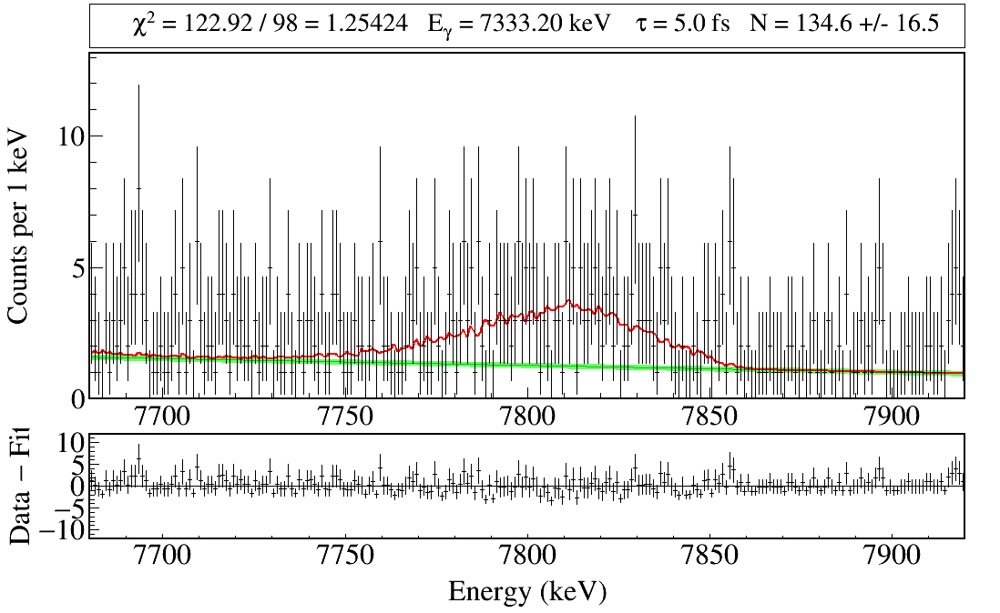 χ² = 122.92 / 98 = 1.25424 Eγ = 7333.20 keV τ = 5.0 fs N = 134.6 +/- 16.5
Counts per 1 keV
10
5
0
7700 7750 7800 7850 7900
Data − Fit
10
5
0
−5
−10
7700 7750 7800 7850 7900
Energy (keV)